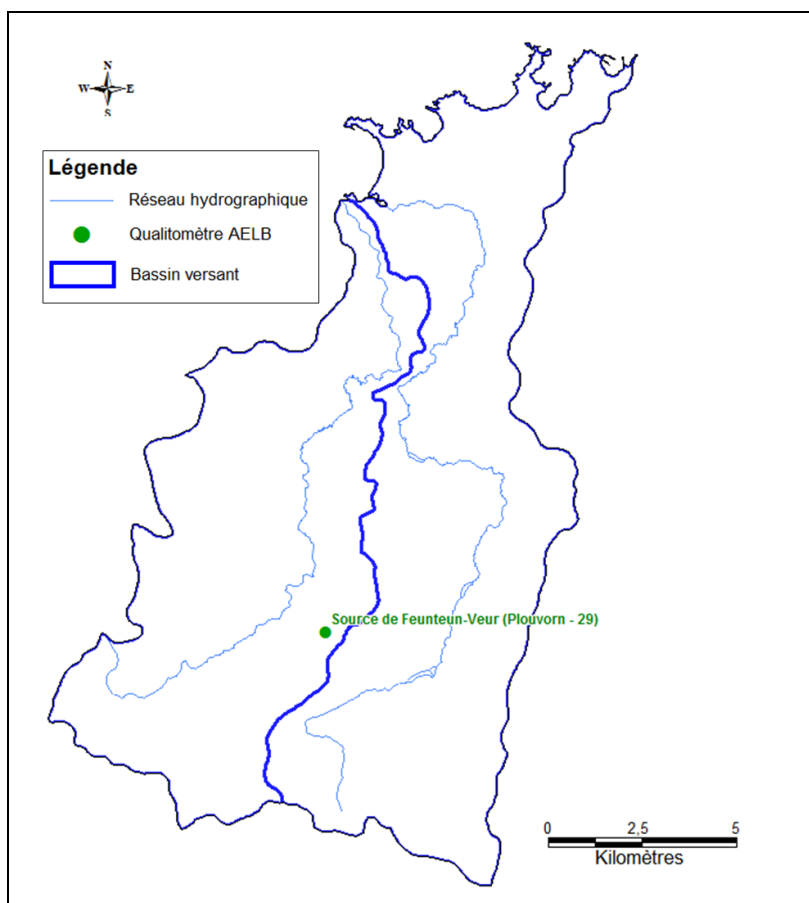 N
W E
S
Légende
Réseau hydrographique
Qualitomètre AELB
Bassin versant
Source de Feunteun-Veur (Plouvorn - 29)
0 2,5 5
Kilomètres